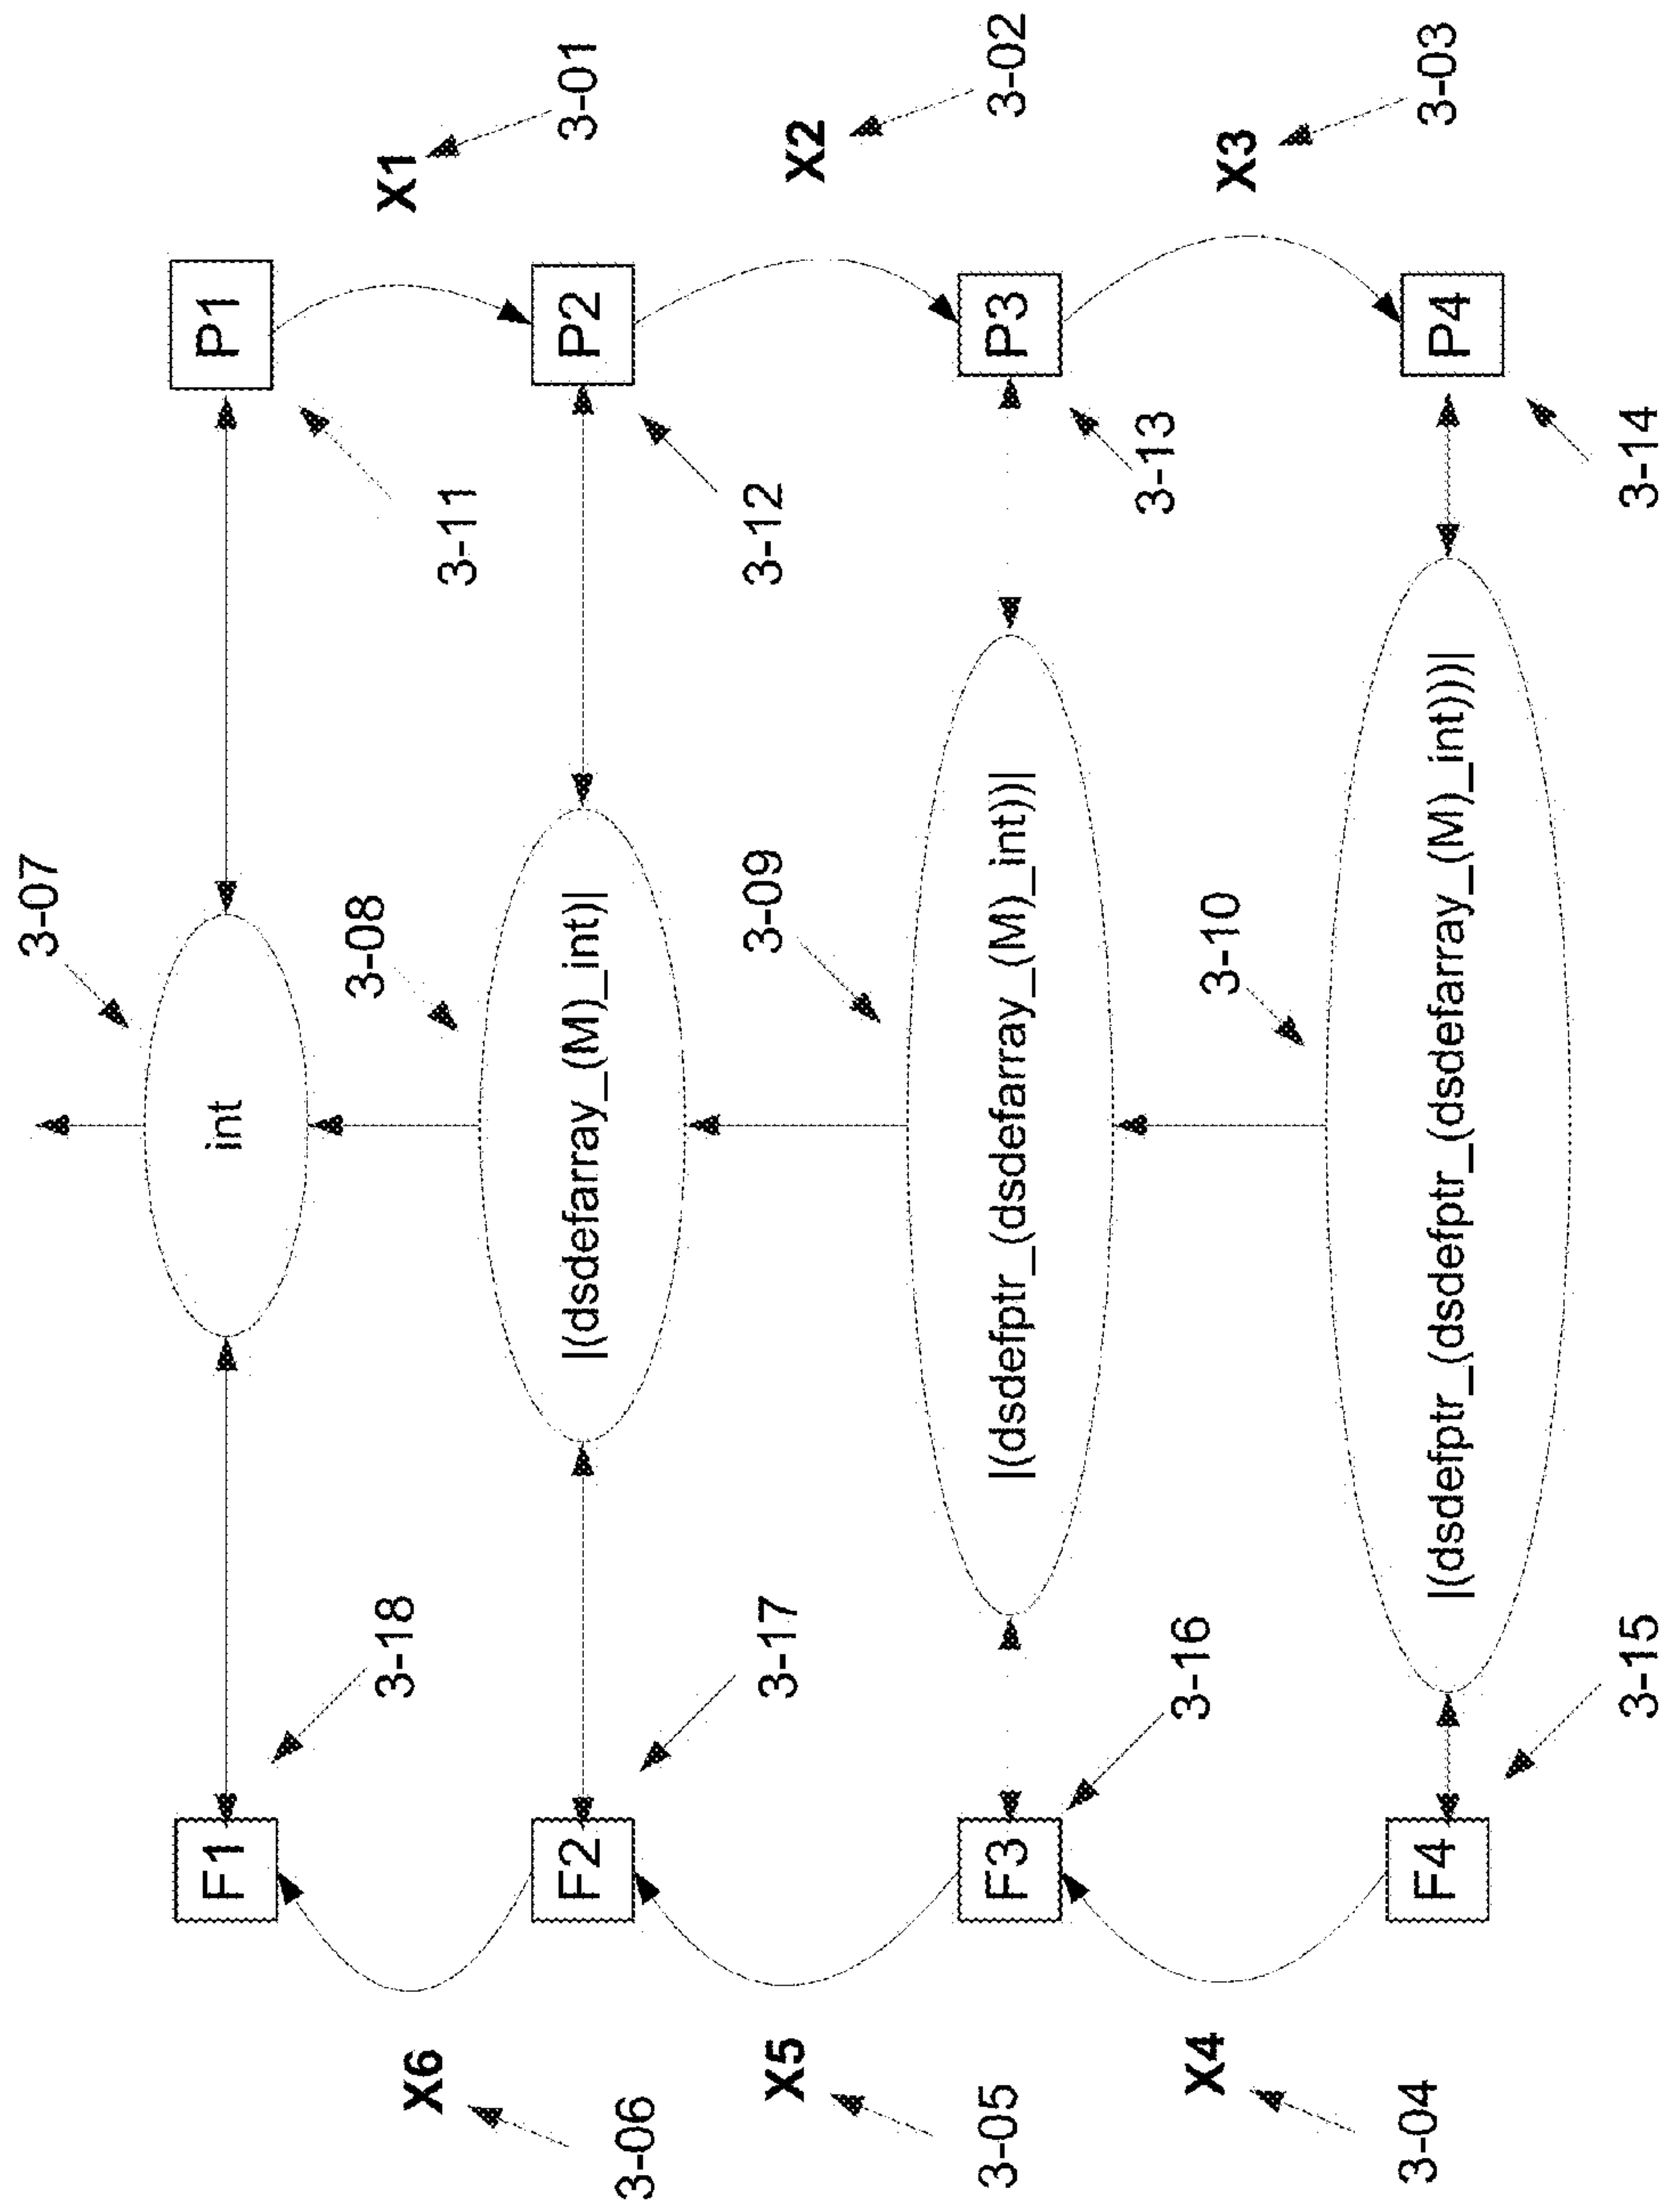 3-07
F1
int
P1
3-08
3-18
X1
X6
3-11
F2
|(dsdefarray_(M)_int)|
P2
3-01
3-06
3-17
3-09
3-12
X5
X2
3-05
F3
|(dsdefptr_(dsdefarray_(M)_int))|
P3
3-02
3-16
3-13
X4
3-10
X3
3-04
F4
|(dsdefptr_(dsdefptr_(dsdefarray_(M)_int)))|
P4
3-03
3-15
3-14